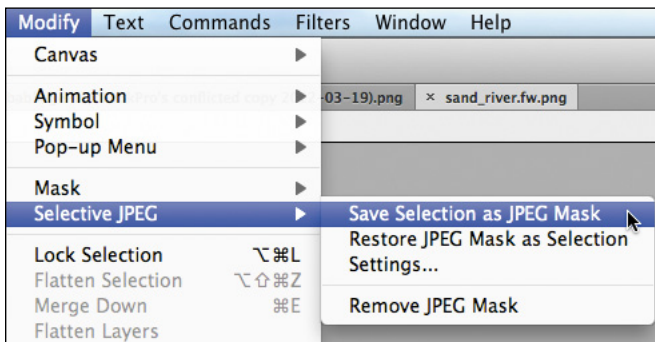 Modify Text Commands Filters Window Help
Canvas
Animation
-03-19).png × sand_river.fw.png
Symbol
Pop-up Menu
Mask
Selective JPEG
Save Selection as JPEG Mask
Restore JPEG Mask as Selection
Settings...
Remove JPEG Mask
Lock Selection ⌥⌘L
Flatten Selection ⌥⇧⌘Z
Merge Down ⌘E
Flatten Layers